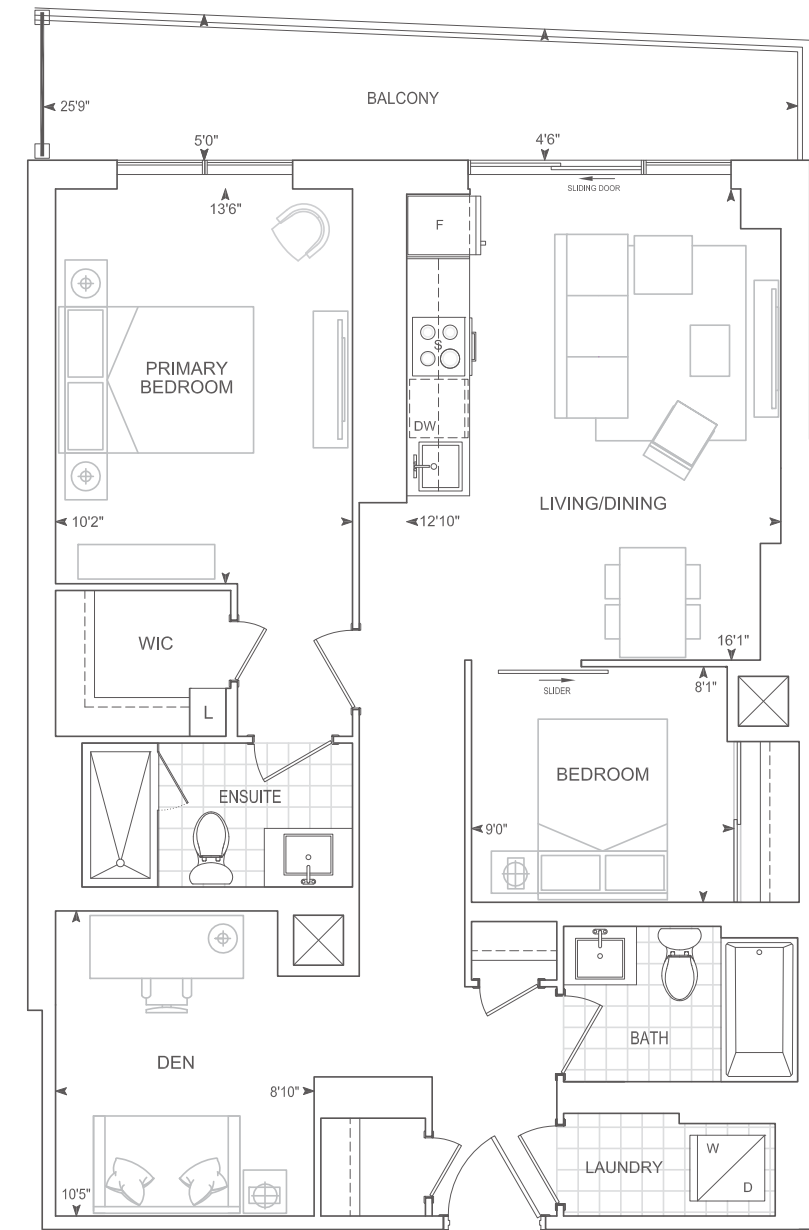 BALCONY
25'9"
5'0"
4'6"
SLIDING DOOR
13'6"
F
S
PRIMARY
BEDROOM
DW
LIVING/DINING
10'2"
12'10"
WIC
16'1"
8'1"
SLIDER
L
BEDROOM
ENSUITE
9'0"
BATH
DEN
8'10"
W
LAUNDRY
D
10'5"